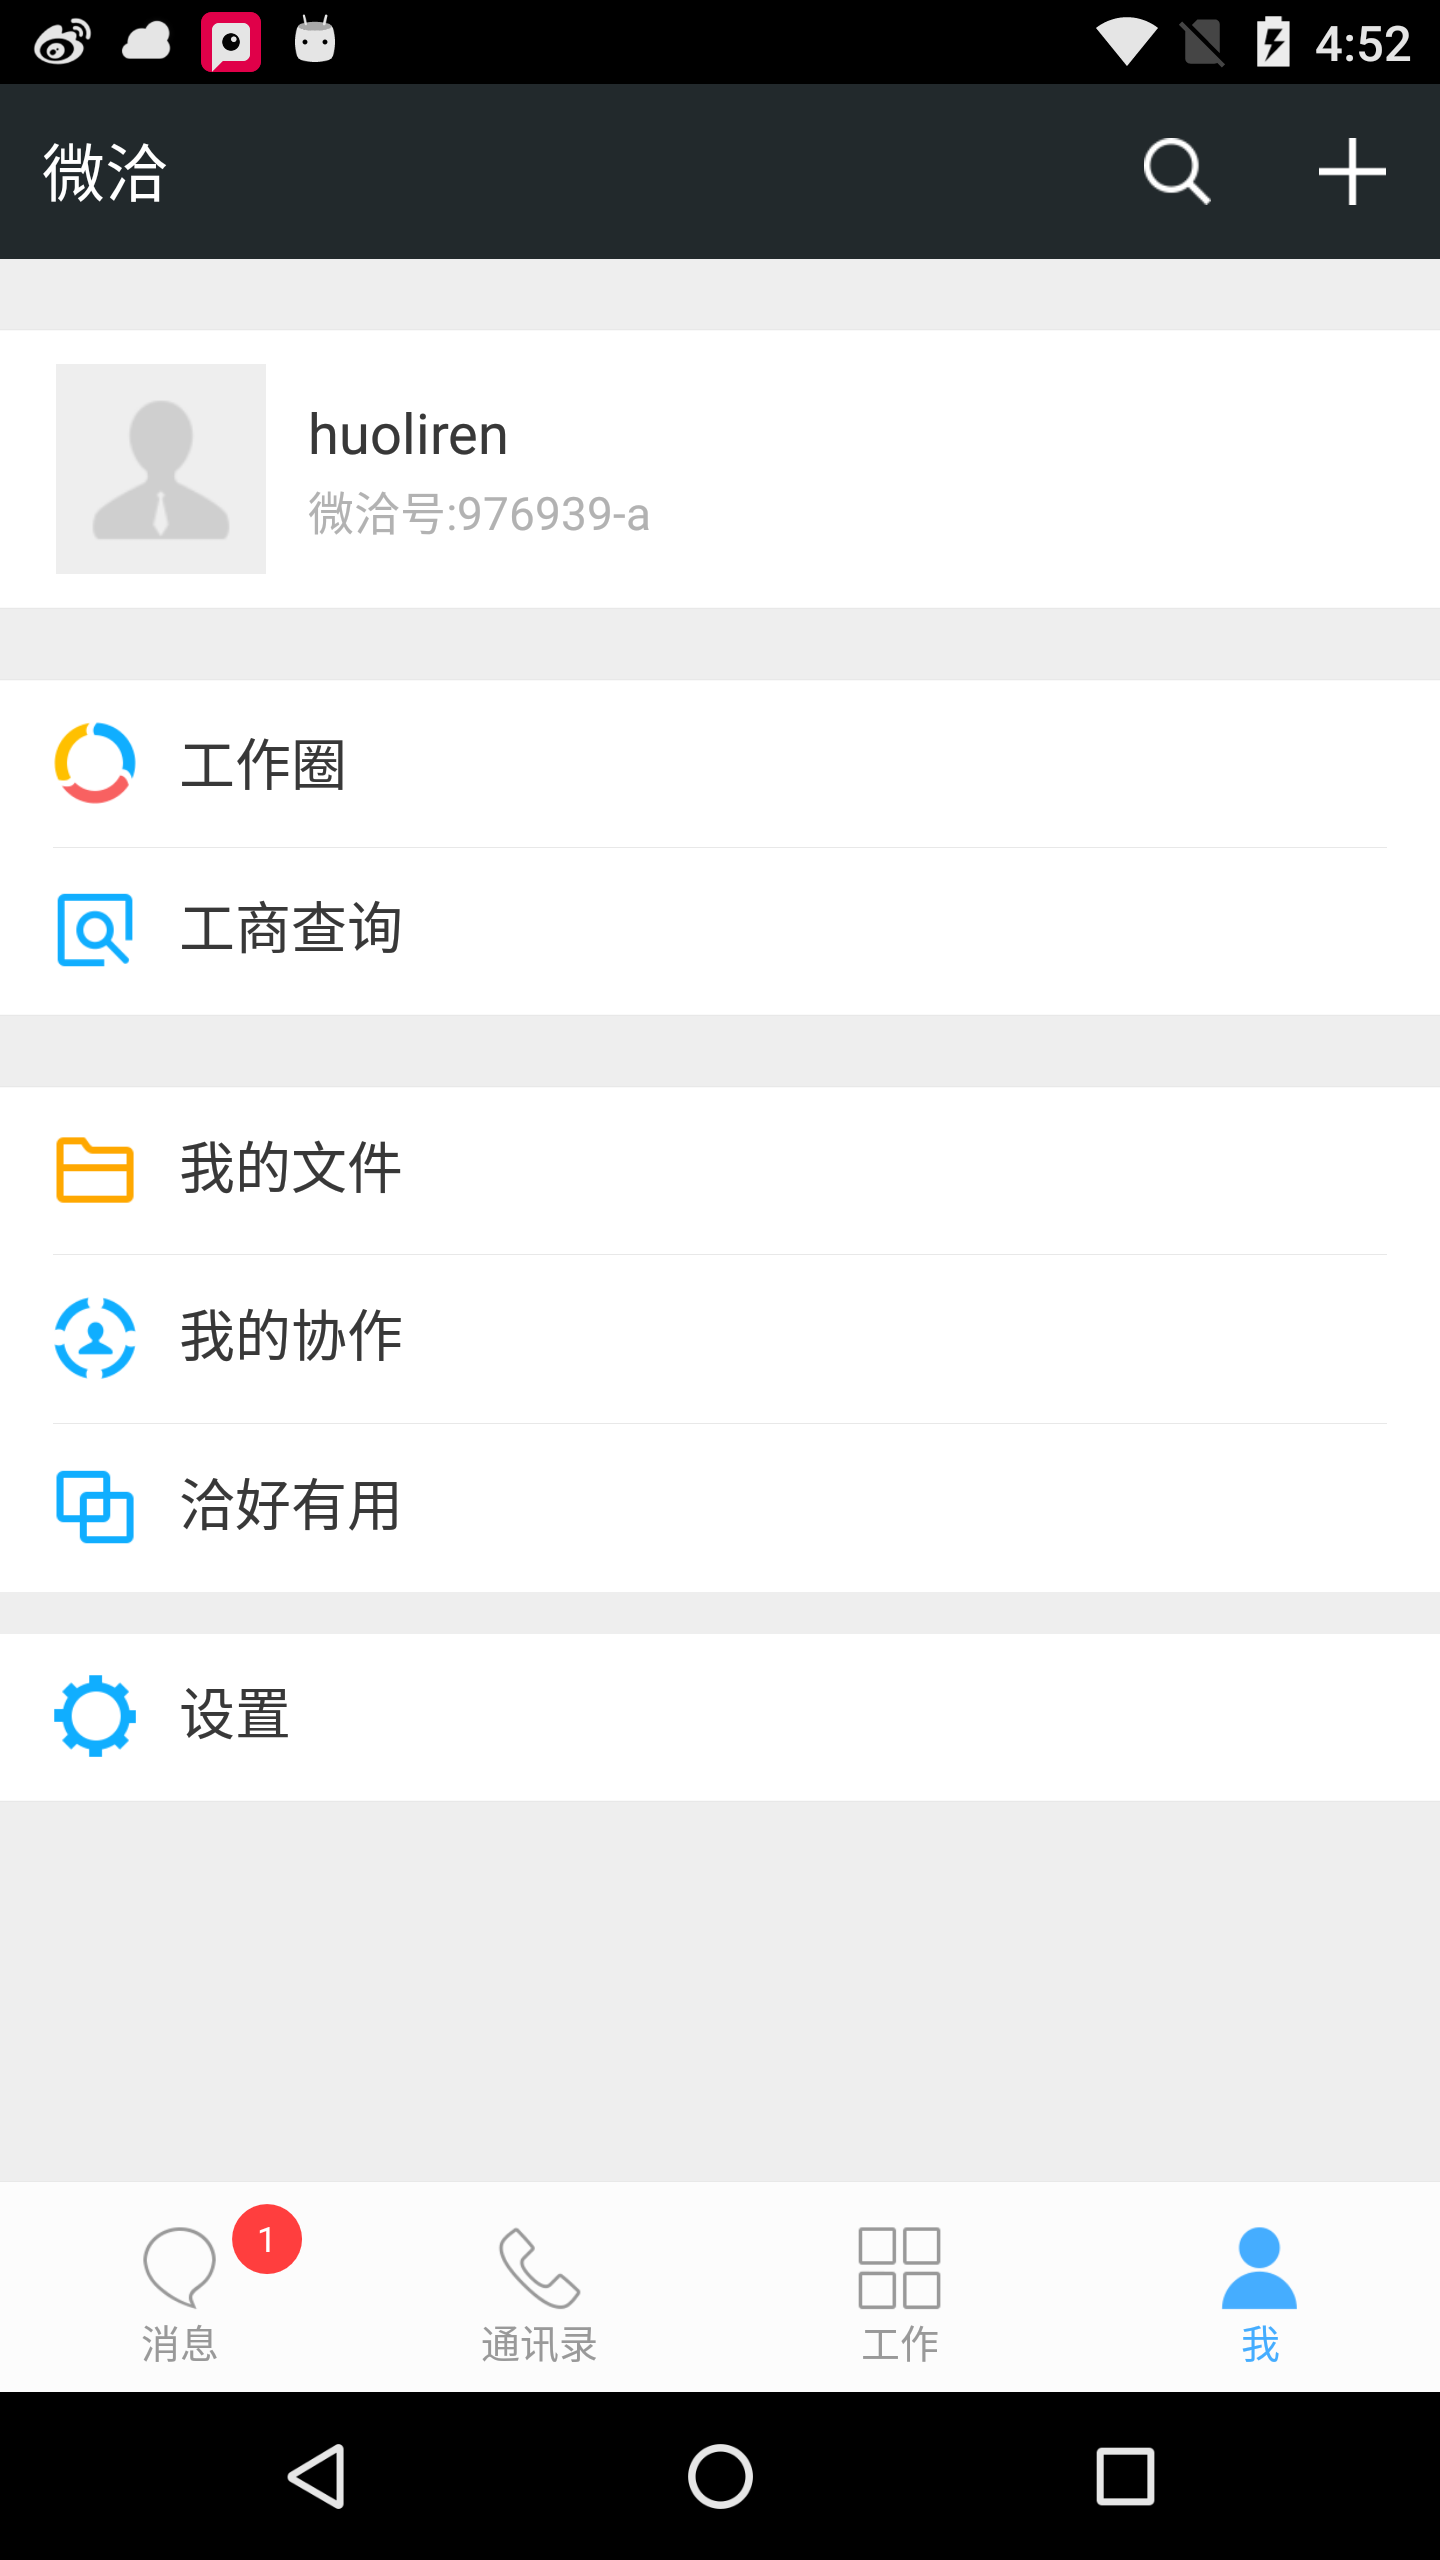 4:52
微洽
huoliren
微洽号:976939-a
工作圈
工商查询
我的文件
我的协作
洽好有用
设置
1
消息
通讯录
工作
我